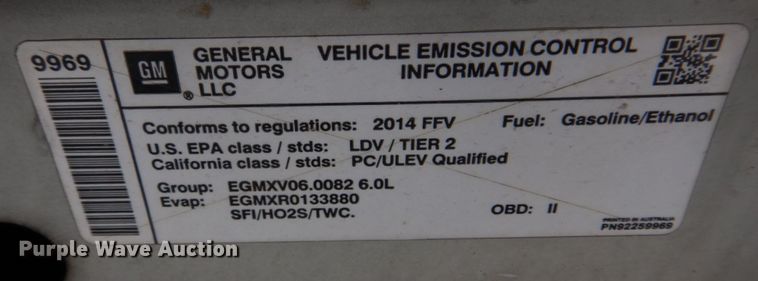 9969
GM
®
GENERAL
MOTORS
LLC
VEHICLE EMISSION CONTROL
INFORMATION
Conforms to regulations: 2014 FFV Fuel: Gasoline/Ethanol
U.S. EPA class / stds: LDV / TIER 2
California class / stds: PC/ULEV Qualified
Group: EGMXV06.0082 6.0L
Evap: EGMXR0133880
SFI/HO2S/TWC.
OBD: II
PRINTED IN AUSTRALIA
PN92259969
Purple Wave Auction